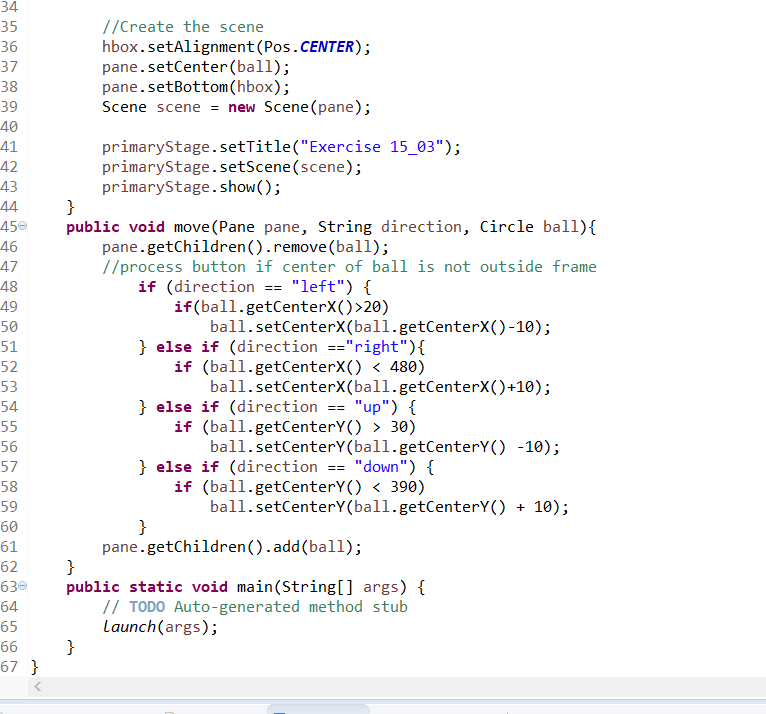 34
35 //Create the scene
36 hbox.setAlignment(Pos.CENTER);
37 pane.setCenter(ball);
38 pane.setBottom(hbox);
39 Scene scene = new Scene(pane);
40
41 primaryStage.setTitle("Exercise 15_03");
42 primaryStage.setScene(scene);
43 primaryStage.show();
44 }
45 public void move(Pane pane, String direction, Circle ball){
46 pane.getChildren().remove(ball);
47 //process button if center of ball is not outside frame
48 if (direction == "left") {
49 if(ball.getCenterX()>20)
50 ball.setCenterX(ball.getCenterX()-10);
51 } else if (direction =="right"){
52 if (ball.getCenterX() < 480)
53 ball.setCenterX(ball.getCenterX()+10);
54 } else if (direction == "up") {
55 if (ball.getCenterY() > 30)
56 ball.setCenterY(ball.getCenterY() -10);
57 } else if (direction == "down") {
58 if (ball.getCenterY() < 390)
59 ball.setCenterY(ball.getCenterY() + 10);
60 }
61 pane.getChildren().add(ball);
62 }
63 public static void main(String[] args) {
64 // TODO Auto-generated method stub
65 launch(args);
66 }
67 }